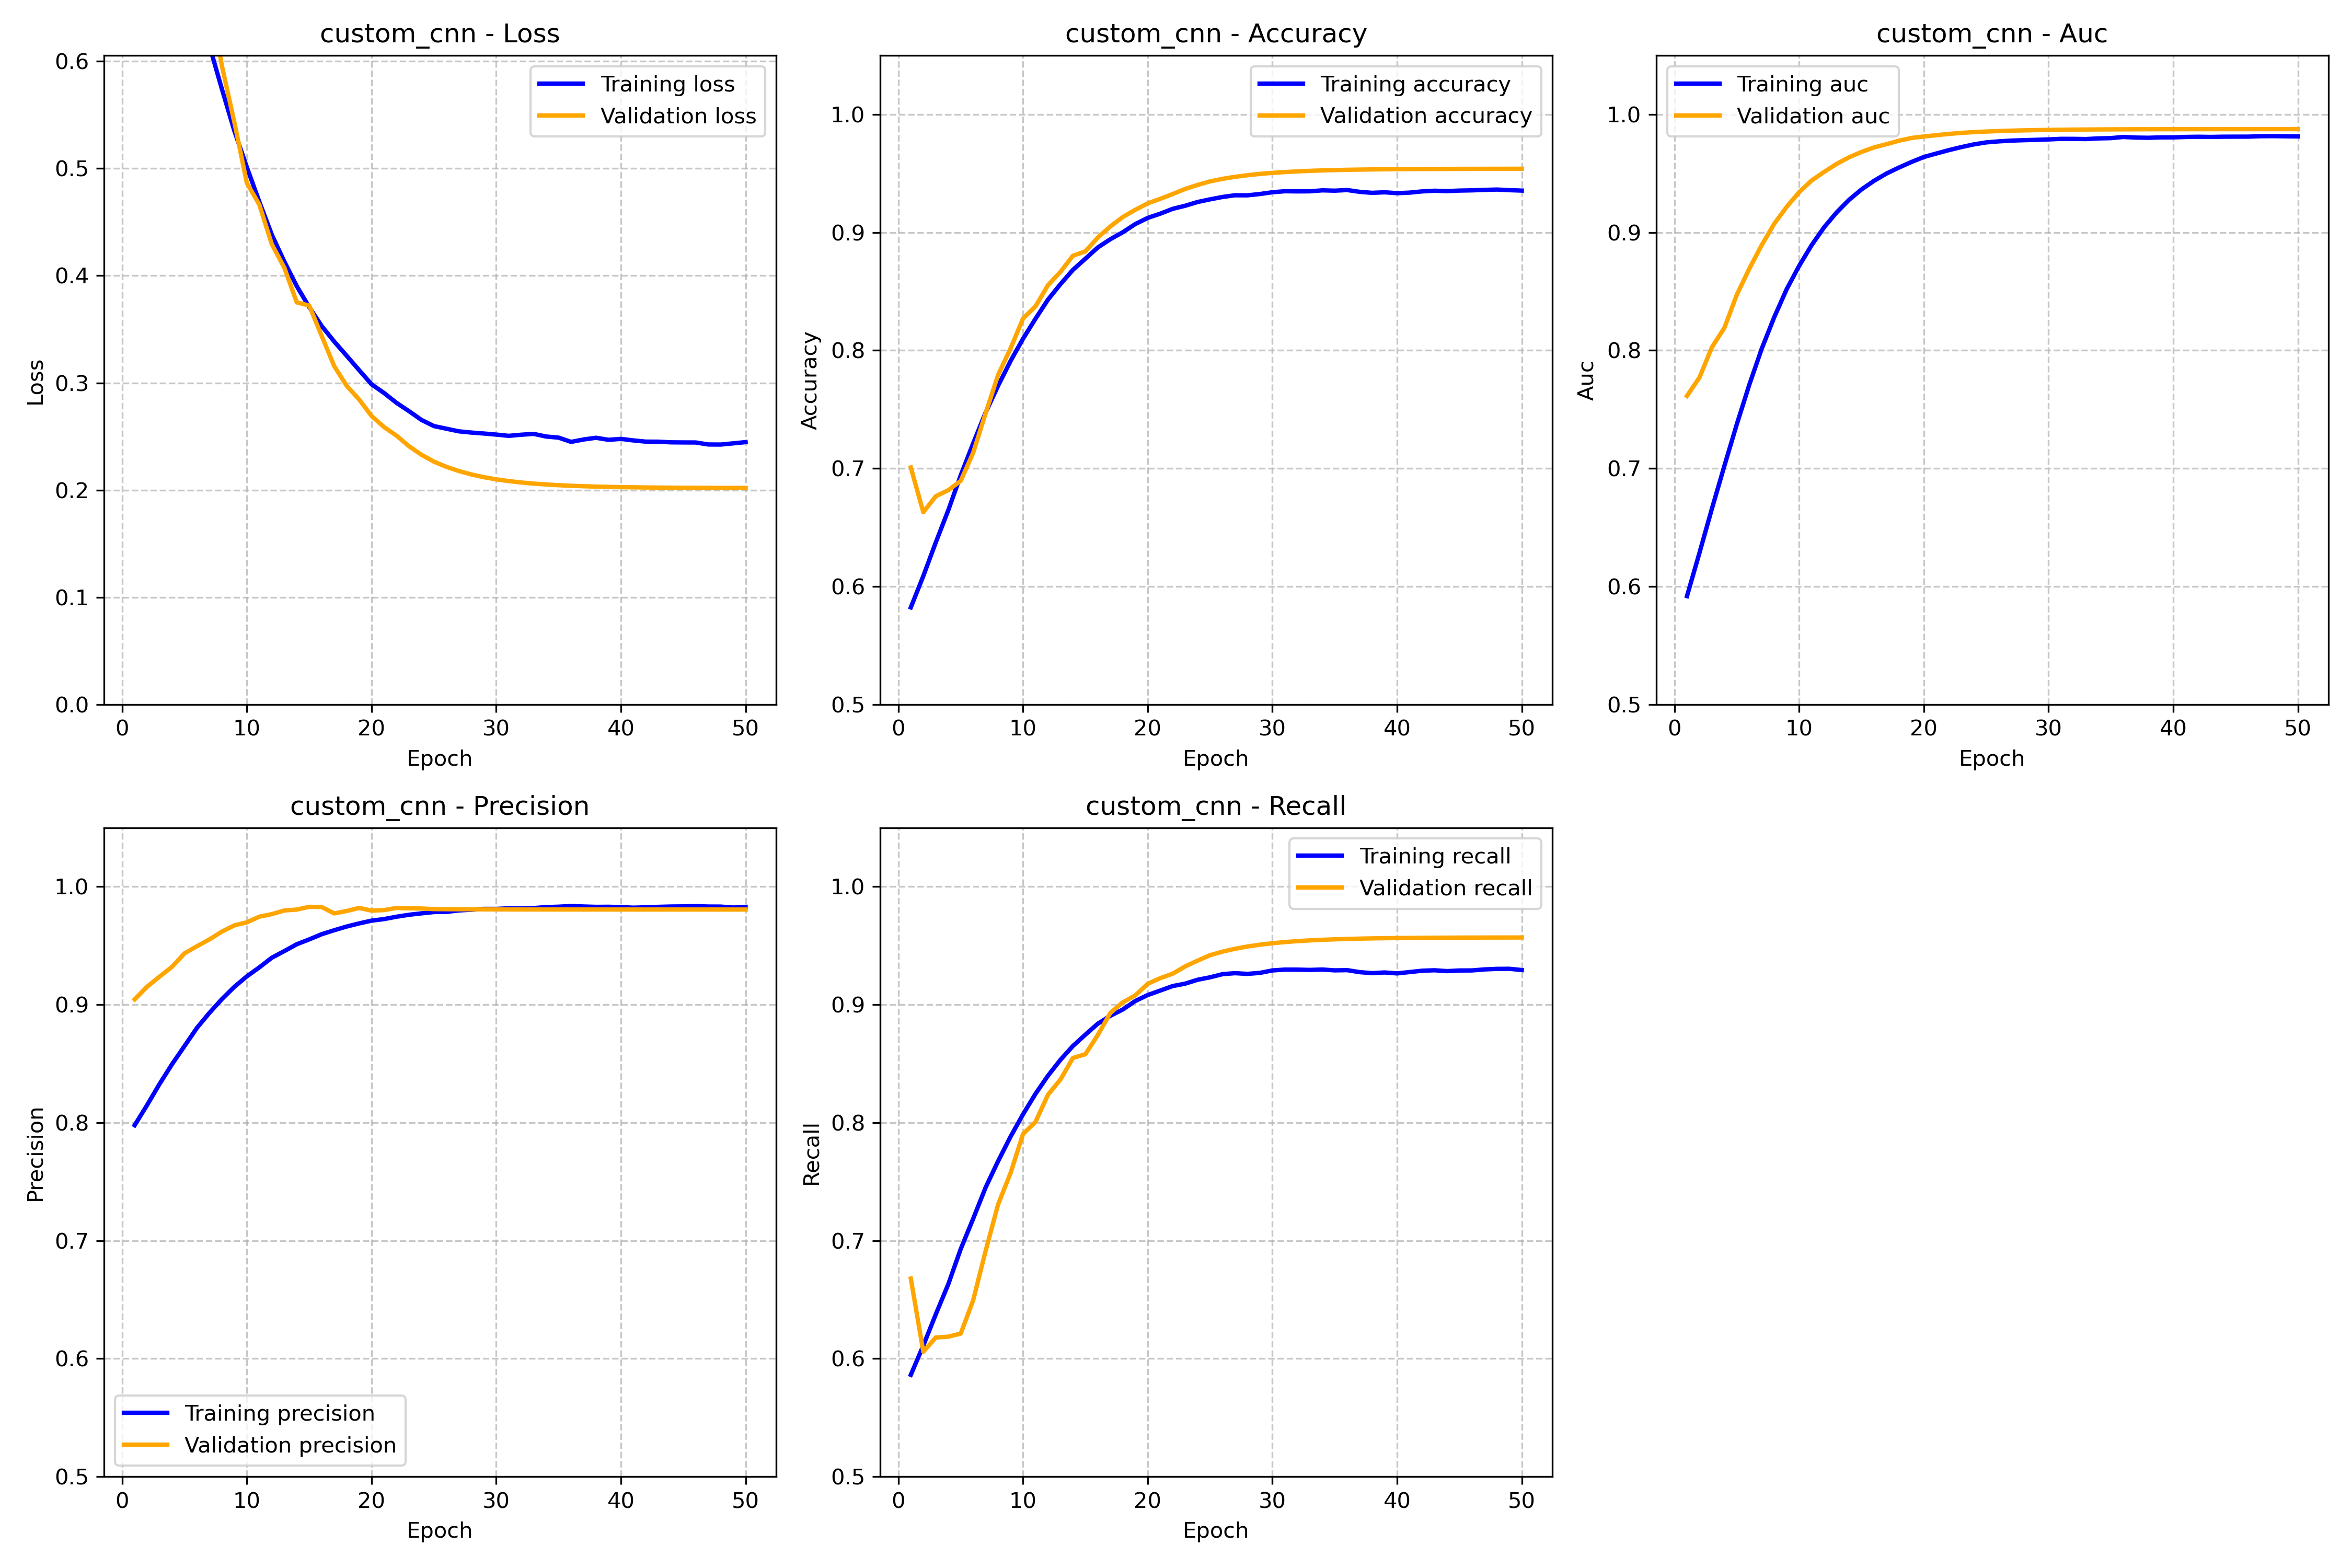 custom_cnn - Loss
0.6
0.5
0.4
0.3
0.2
0.1
0.0
Loss
0 10 20 30 40 50
Epoch
Training loss
Validation loss
custom_cnn - Accuracy
1.0
0.9
0.8
0.7
0.6
0.5
Accuracy
0 10 20 30 40 50
Epoch
Training accuracy
Validation accuracy
custom_cnn - Auc
1.0
0.9
0.8
0.7
0.6
0.5
Auc
0 10 20 30 40 50
Epoch
Training auc
Validation auc
custom_cnn - Precision
1.0
0.9
0.8
0.7
0.6
0.5
Precision
0 10 20 30 40 50
Epoch
Training precision
Validation precision
custom_cnn - Recall
1.0
0.9
0.8
0.7
0.6
0.5
Recall
0 10 20 30 40 50
Epoch
Training recall
Validation recall